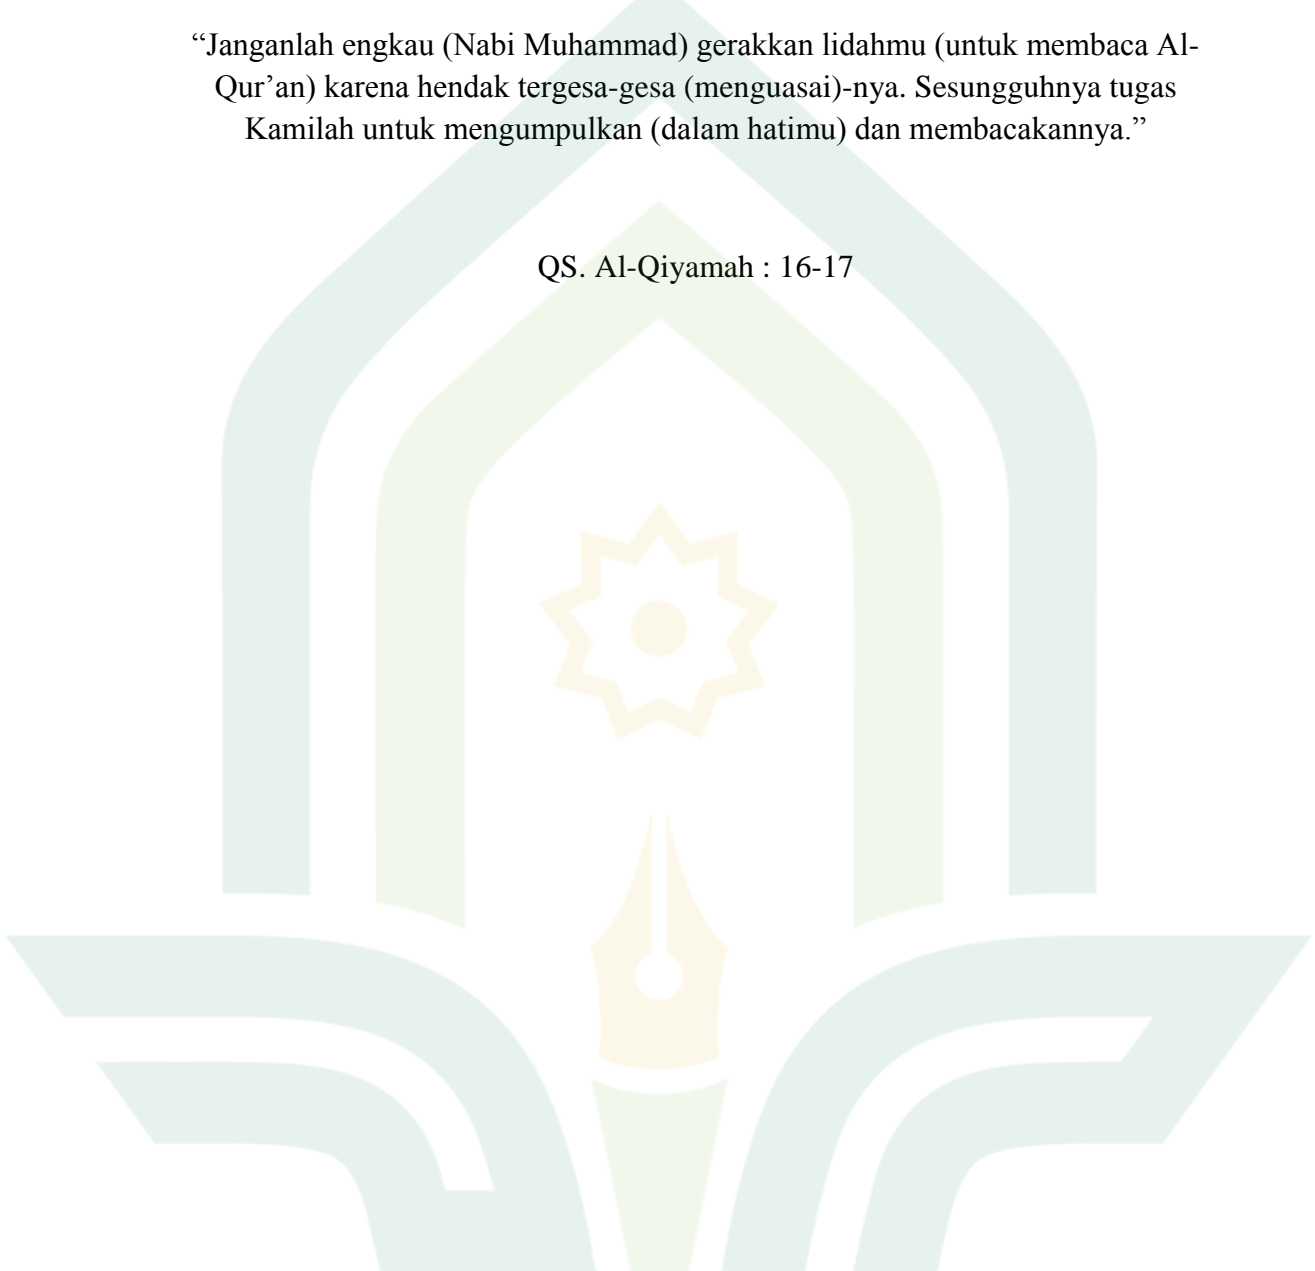 “Janganlah engkau (Nabi Muhammad) gerakkan lidahmu (untuk membaca Al-
Qur’an) karena hendak tergesa-gesa (menguasai)-nya. Sesungguhnya tugas
Kamilah untuk mengumpulkan (dalam hatimu) dan membacakannya.”
QS. Al-Qiyamah : 16-17